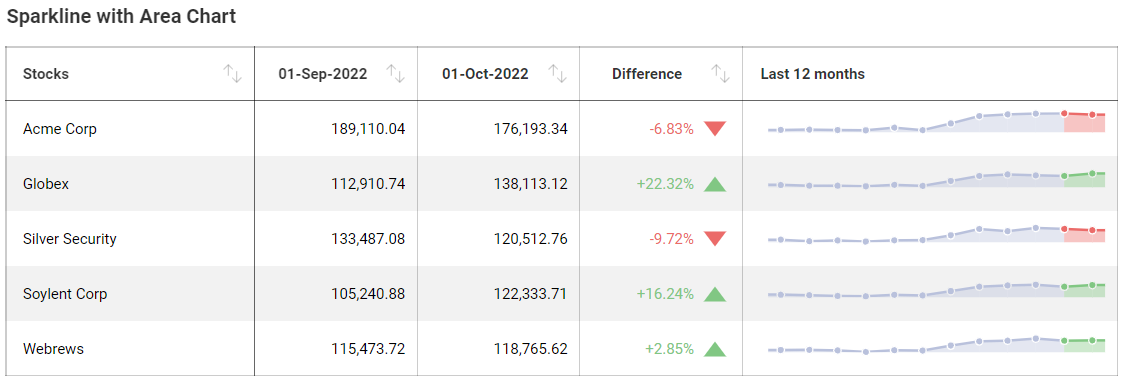 Sparkline with Area Chart
Stocks 01-Sep-2022 01-Oct-2022 Difference Last 12 months
Acme Corp 189,110.04 176,193.34 -6.83%
Globex 112,910.74 138,113.12 +22.32%
Silver Security 133,487.08 120,512.76 -9.72%
Soylent Corp 105,240.88 122,333.71 +16.24%
Webrews 115,473.72 118,765.62 +2.85%